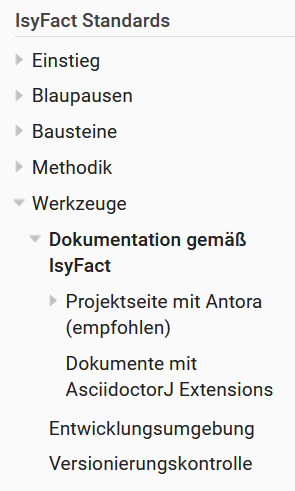 IsyFact Standards
Einstieg
Blaupausen
Bausteine
Methodik
Werkzeuge
Dokumentation gemäß
IsyFact
Projektseite mit Antora
(empfohlen)
Dokumente mit
AsciidoctorJ Extensions
Entwicklungsumgebung
Versionierungskontrolle